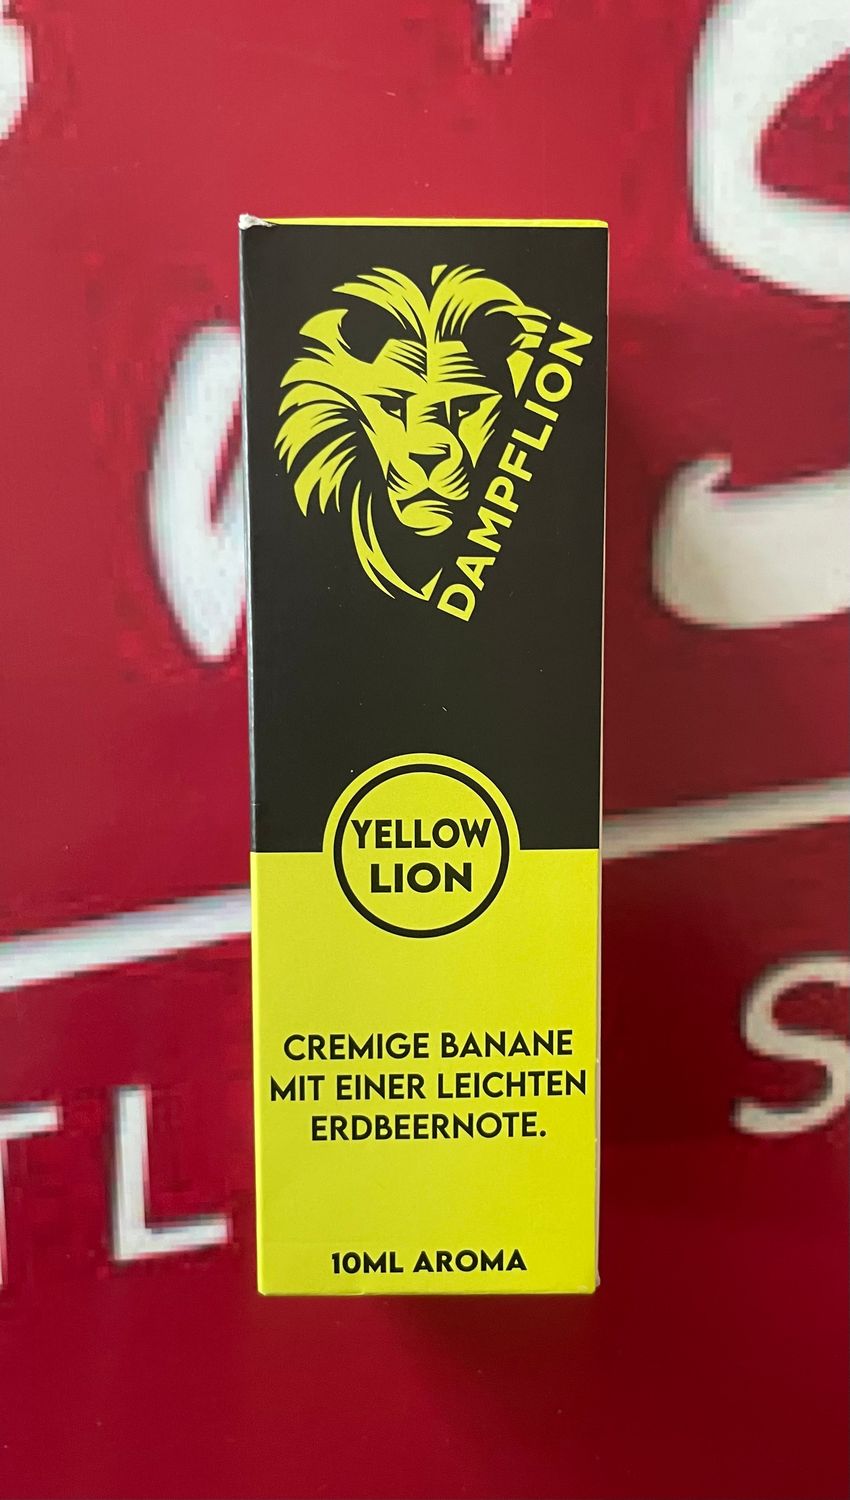 DAMPFLION
YELLOW
LION
CREMIGE BANANE
MIT EINER LEICHTEN
ERDBEERNOTE.
10ML AROMA